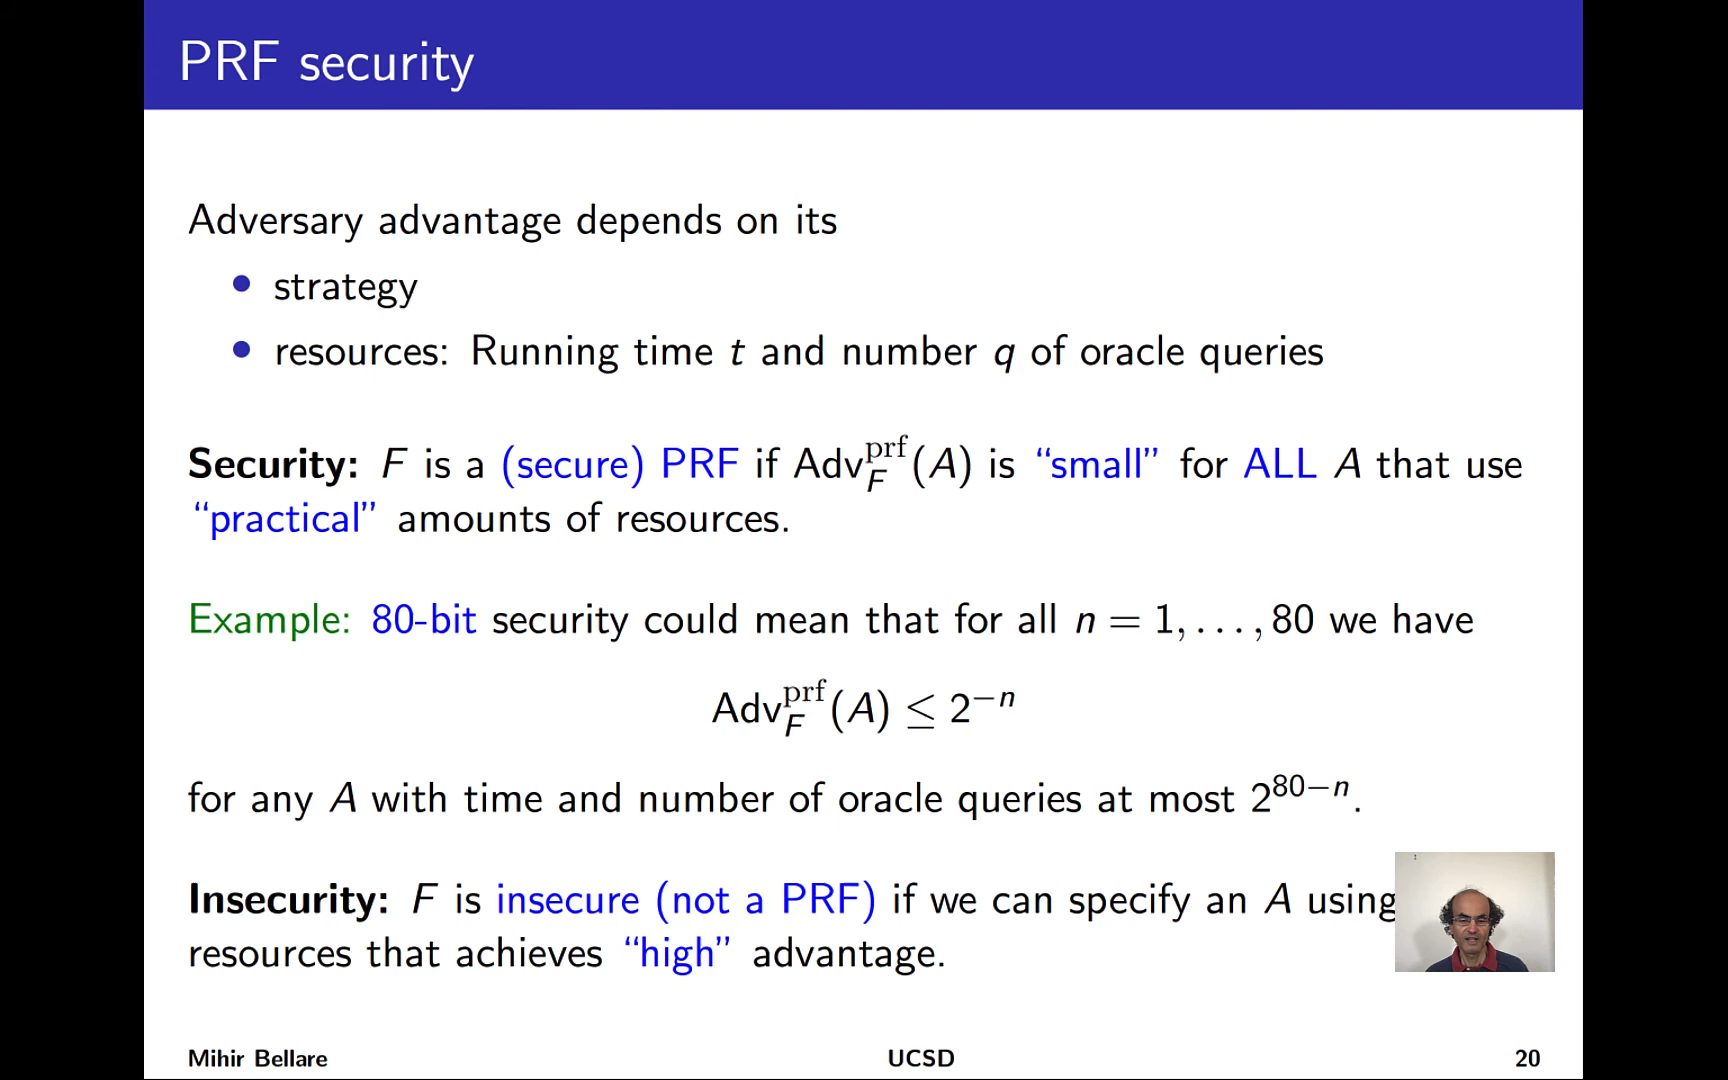 PRF security
Adversary advantage depends on its
• strategy
• resources: Running time t and number q of oracle queries
Security: F is a (secure) PRF if Adv_F^prf(A) is “small” for ALL A that use
“practical” amounts of resources.
Example: 80-bit security could mean that for all n = 1, . . . , 80 we have
Adv_F^prf(A) ≤ 2^−n
for any A with time and number of oracle queries at most 2^80−n.
Insecurity: F is insecure (not a PRF) if we can specify an A using
resources that achieves “high” advantage.
Mihir Bellare UCSD 20